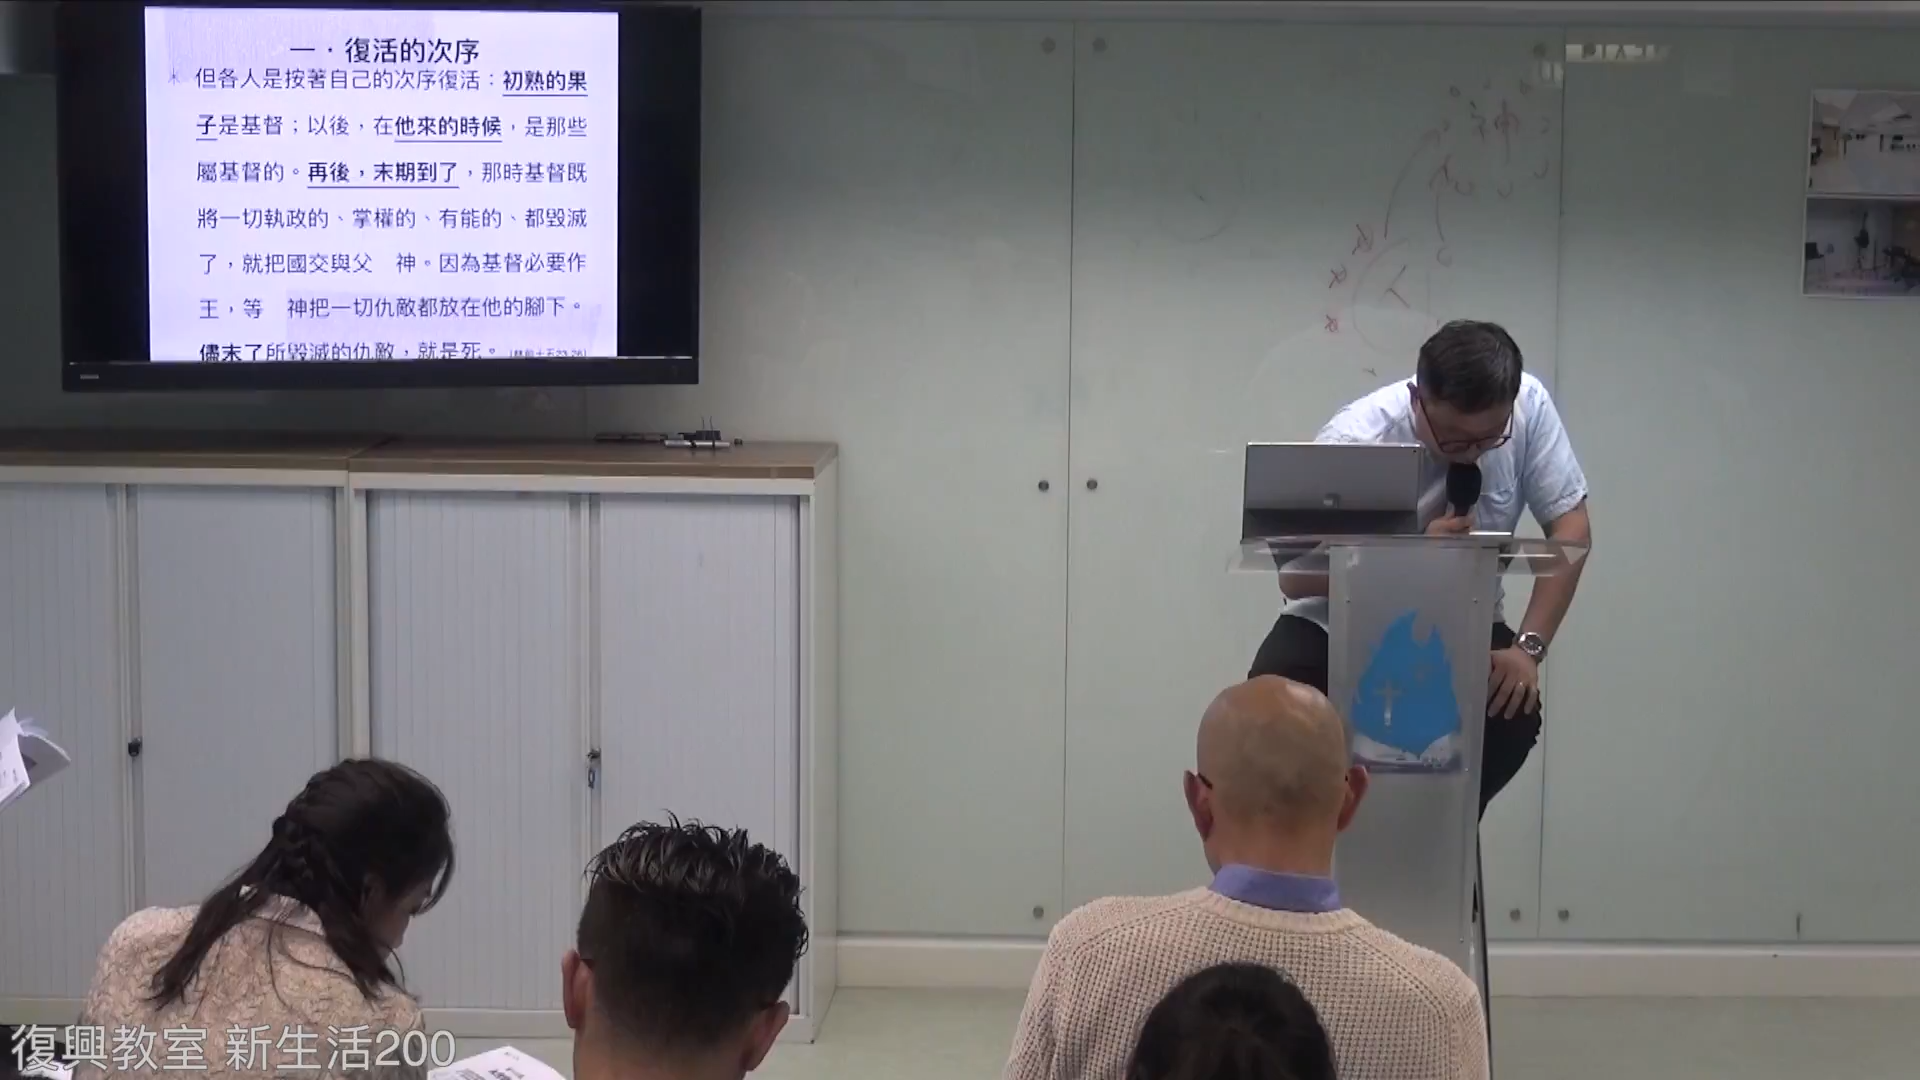 一．復活的次序
* 但各人是按著自己的次序復活：初熟的果
子是基督；以後，在他來的時候，是那些
屬基督的。再後，末期到了，那時基督既
將一切執政的、掌權的、有能的、都毀滅
了，就把國交與父　神。因為基督必要作
王，等　神把一切仇敵都放在他的腳下。
儘末了所毀滅的仇敵，就是死。
神
人
復興教室 新生活200